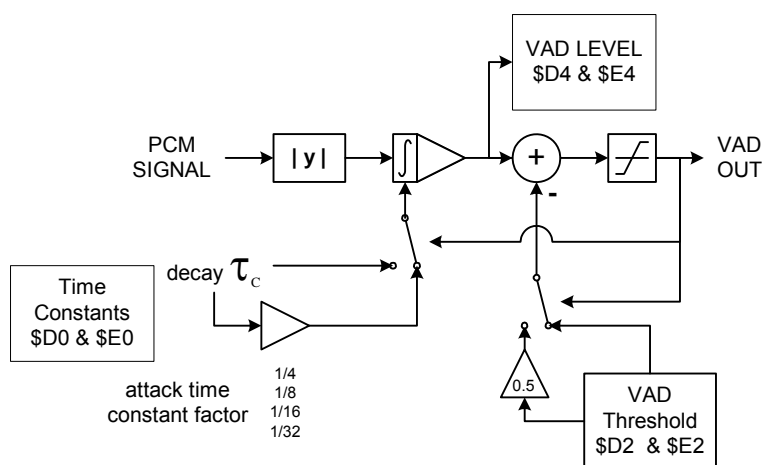 VAD LEVEL
$D4 & $E4
PCM
SIGNAL
| y |
∫
+
-
VAD
OUT
decay τc
Time
Constants
$D0 & $E0
attack time
constant factor
1/4
1/8
1/16
1/32
0.5
VAD
Threshold
$D2 & $E2